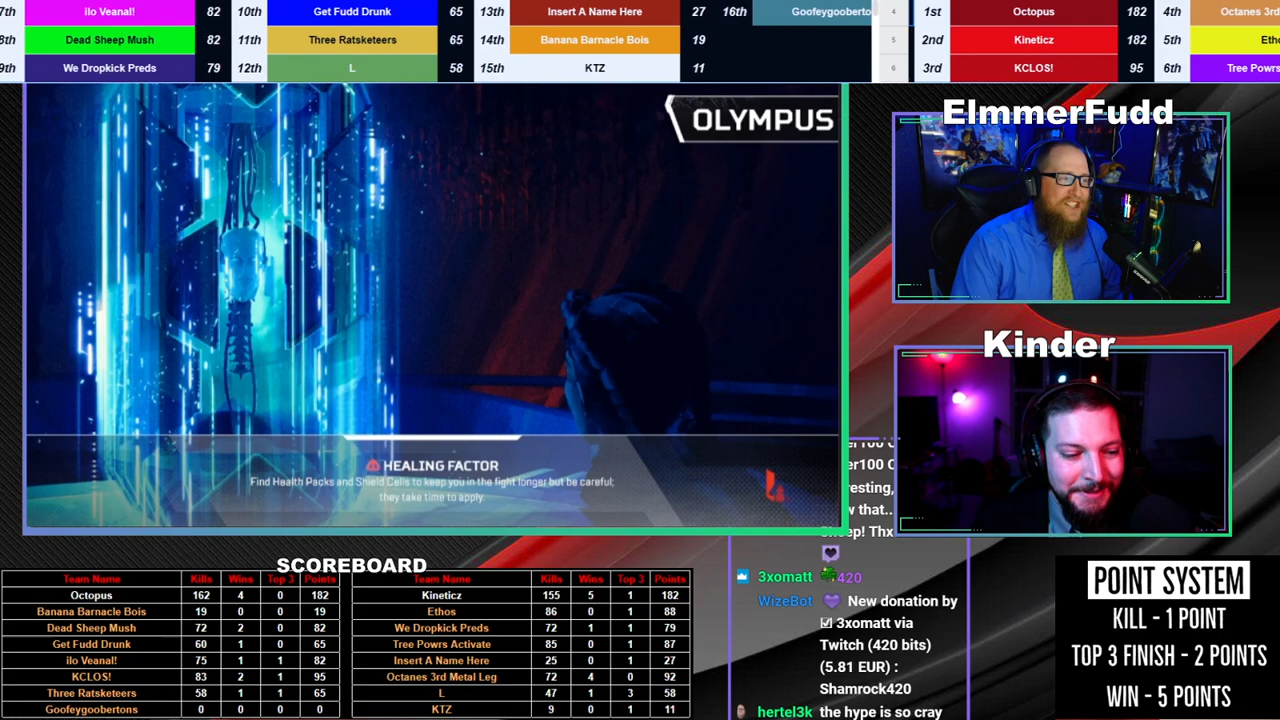 7th ilo Veanal! 82 10th Get Fudd Drunk 65 13th Insert A Name Here 27 16th Goofeygooberto 4 1st Octopus 182 4th Octanes 3rd
8th Dead Sheep Mush 82 11th Three Ratsketeers 65 14th Banana Barnacle Bois 19 5 2nd Kineticz 182 5th Etho
9th We Dropkick Preds 79 12th L 58 15th KTZ 11 6 3rd KCLOS! 95 6th Tree Powrs
OLYMPUS
ElmmerFudd
Kinder
HEALING FACTOR
Find Health Packs and Shield Cells to keep you in the fight longer but be careful;
they take time to apply.
er100 C
resting,
w that..
Sheep! Thx
3xomatt 420
WizeBot New donation by
3xomatt via
Twitch (420 bits)
(5.81 EUR) :
Shamrock420
hertel3k the hype is so cray
SCOREBOARD
Team Name Kills Wins Top 3 Points
Octopus 162 4 0 182
Banana Barnacle Bois 19 0 0 19
Dead Sheep Mush 72 2 0 82
Get Fudd Drunk 60 1 0 65
ilo Veanal! 75 1 1 82
KCLOS! 83 2 1 95
Three Ratsketeers 58 1 1 65
Goofeygoobertons 0 0 0 0
Team Name Kills Wins Top 3 Points
Kineticz 155 5 1 182
Ethos 86 0 1 88
We Dropkick Preds 72 1 1 79
Tree Powrs Activate 85 0 1 87
Insert A Name Here 25 0 1 27
Octanes 3rd Metal Leg 72 4 0 92
L 47 1 3 58
KTZ 9 0 1 11
POINT SYSTEM
KILL - 1 POINT
TOP 3 FINISH - 2 POINTS
WIN - 5 POINTS